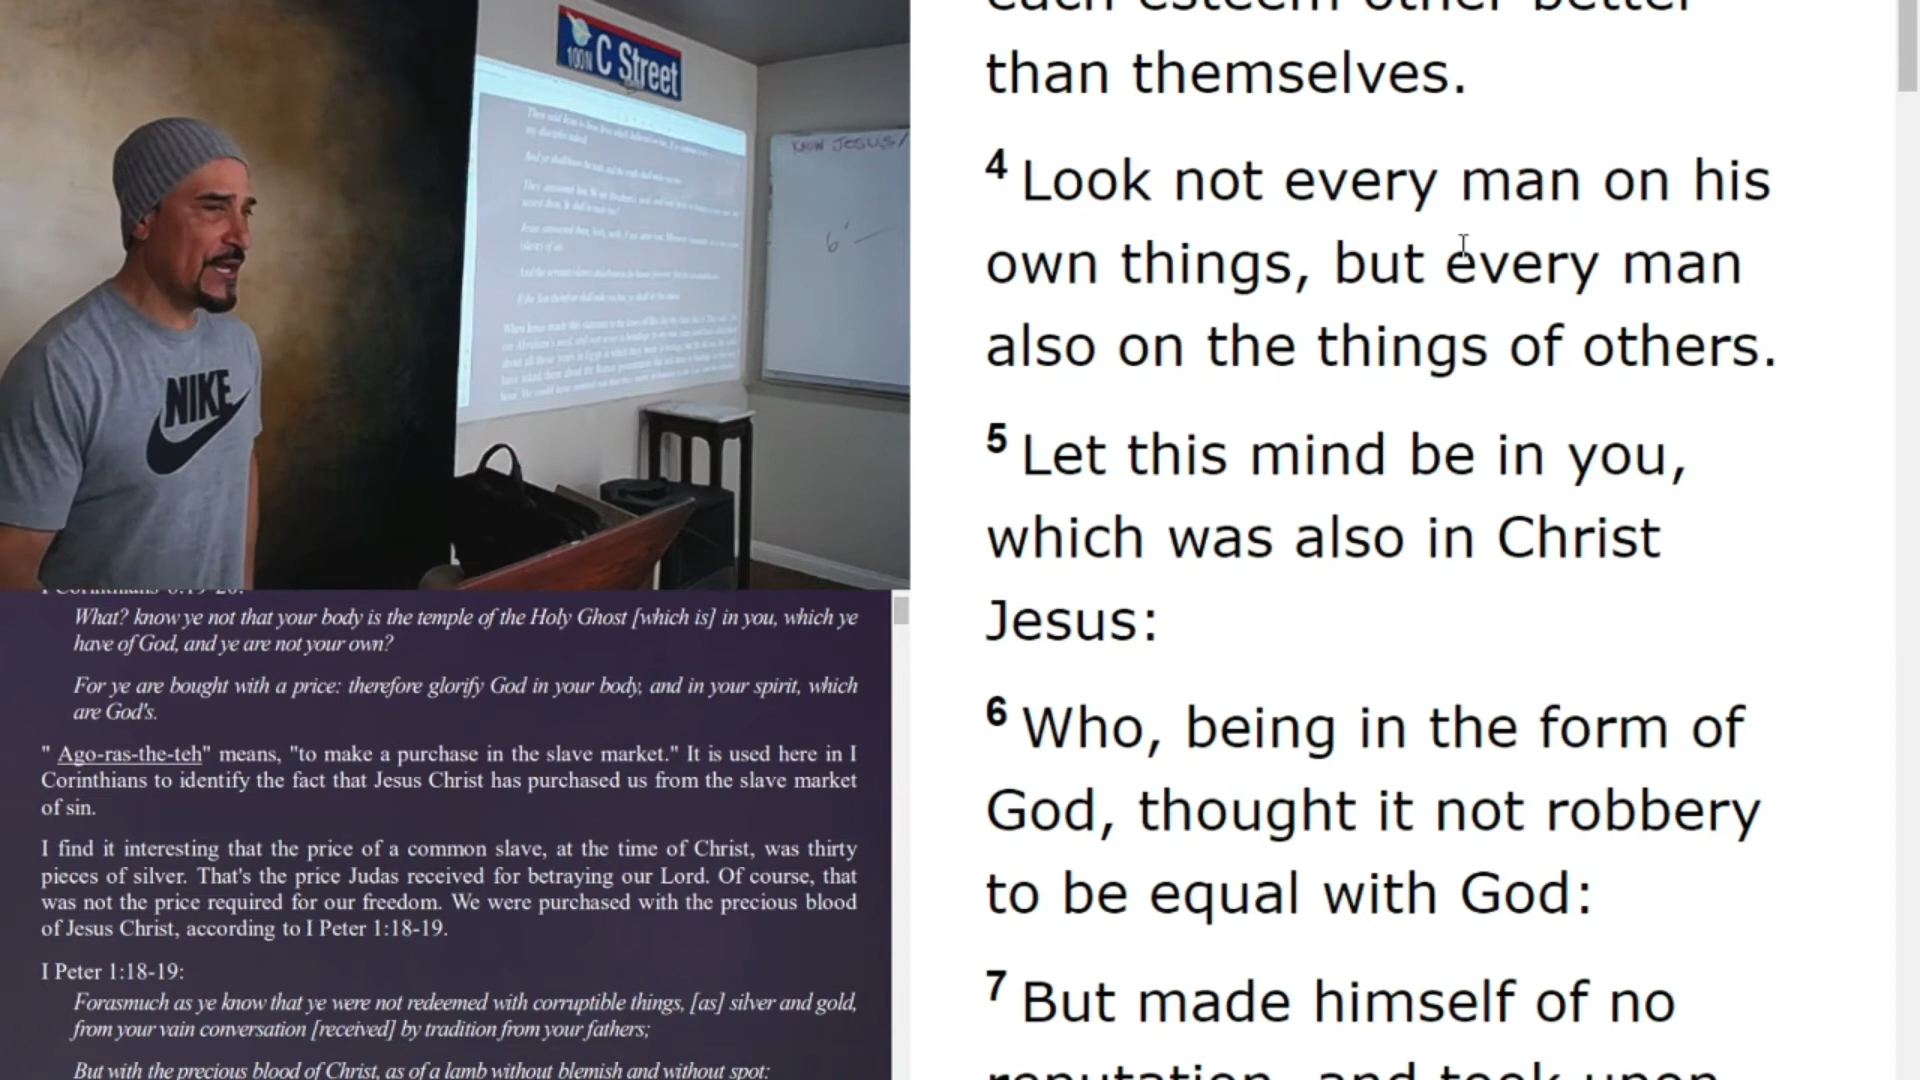 100N C Street
KNOW JESUS/
6'
NIKE
What? know ye not that your body is the temple of the Holy Ghost [which is] in you, which ye
have of God, and ye are not your own?
For ye are bought with a price: therefore glorify God in your body, and in your spirit, which
are God's.
" Ago-ras-the-teh" means, "to make a purchase in the slave market." It is used here in I
Corinthians to identify the fact that Jesus Christ has purchased us from the slave market
of sin.
I find it interesting that the price of a common slave, at the time of Christ, was thirty
pieces of silver. That's the price Judas received for betraying our Lord. Of course, that
was not the price required for our freedom. We were purchased with the precious blood
of Jesus Christ, according to I Peter 1:18-19.
I Peter 1:18-19:
Forasmuch as ye know that ye were not redeemed with corruptible things, [as] silver and gold,
from your vain conversation [received] by tradition from your fathers;
But with the precious blood of Christ, as of a lamb without blemish and without spot:
each esteem other better
than themselves.
4 Look not every man on his
own things, but every man
also on the things of others.
5 Let this mind be in you,
which was also in Christ
Jesus:
6 Who, being in the form of
God, thought it not robbery
to be equal with God:
7 But made himself of no
reputation, and took upon